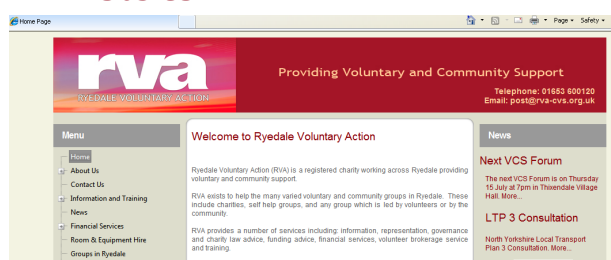 Home Page
Page
Safety
rva
RYEDALE VOLUNTARY ACTION
Providing Voluntary and Community Support
Telephone: 01653 600120
Email: post@rva-cvs.org.uk
Menu
Home
About Us
Contact Us
Information and Training
News
Financial Services
Room & Equipment Hire
Groups in Ryedale
Welcome to Ryedale Voluntary Action
Ryedale Voluntary Action (RVA) is a registered charity working across Ryedale providing
voluntary and community support.
RVA exists to help the many varied voluntary and community groups in Ryedale. These
include charities, self help groups, and any group which is led by volunteers or by the
community.
RVA provides a number of services including: information, representation, governance
and charity law advice, funding advice, financial services, volunteer brokerage service
and training.
News
Next VCS Forum
The next VCS Forum is on Thursday
15 July at 7pm in Thixendale Village
Hall. More...
LTP 3 Consultation
North Yorkshire Local Transport
Plan 3 Consultation. More...